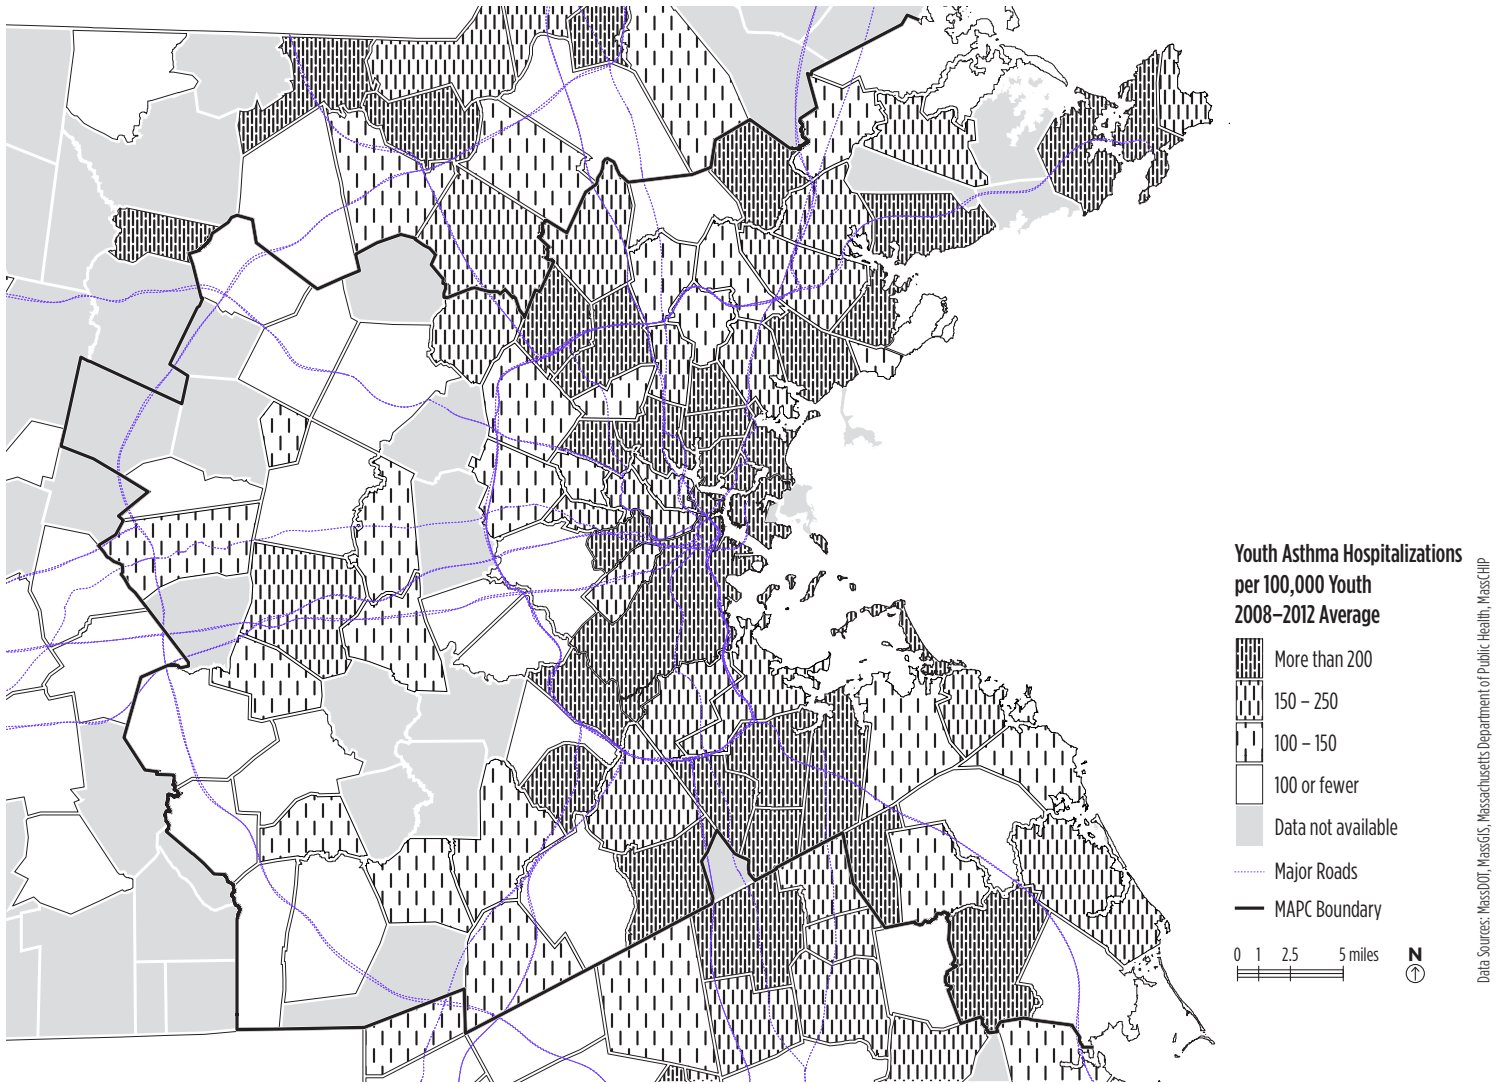 Youth Asthma Hospitalizations
per 100,000 Youth
2008–2012 Average
More than 200
150 – 250
100 – 150
100 or fewer
Data not available
Major Roads
MAPC Boundary
0 1 2.5 5 miles
N
Data Sources: MassDOT, MassGIS, Massachusetts Department of Public Health, MassCHIP